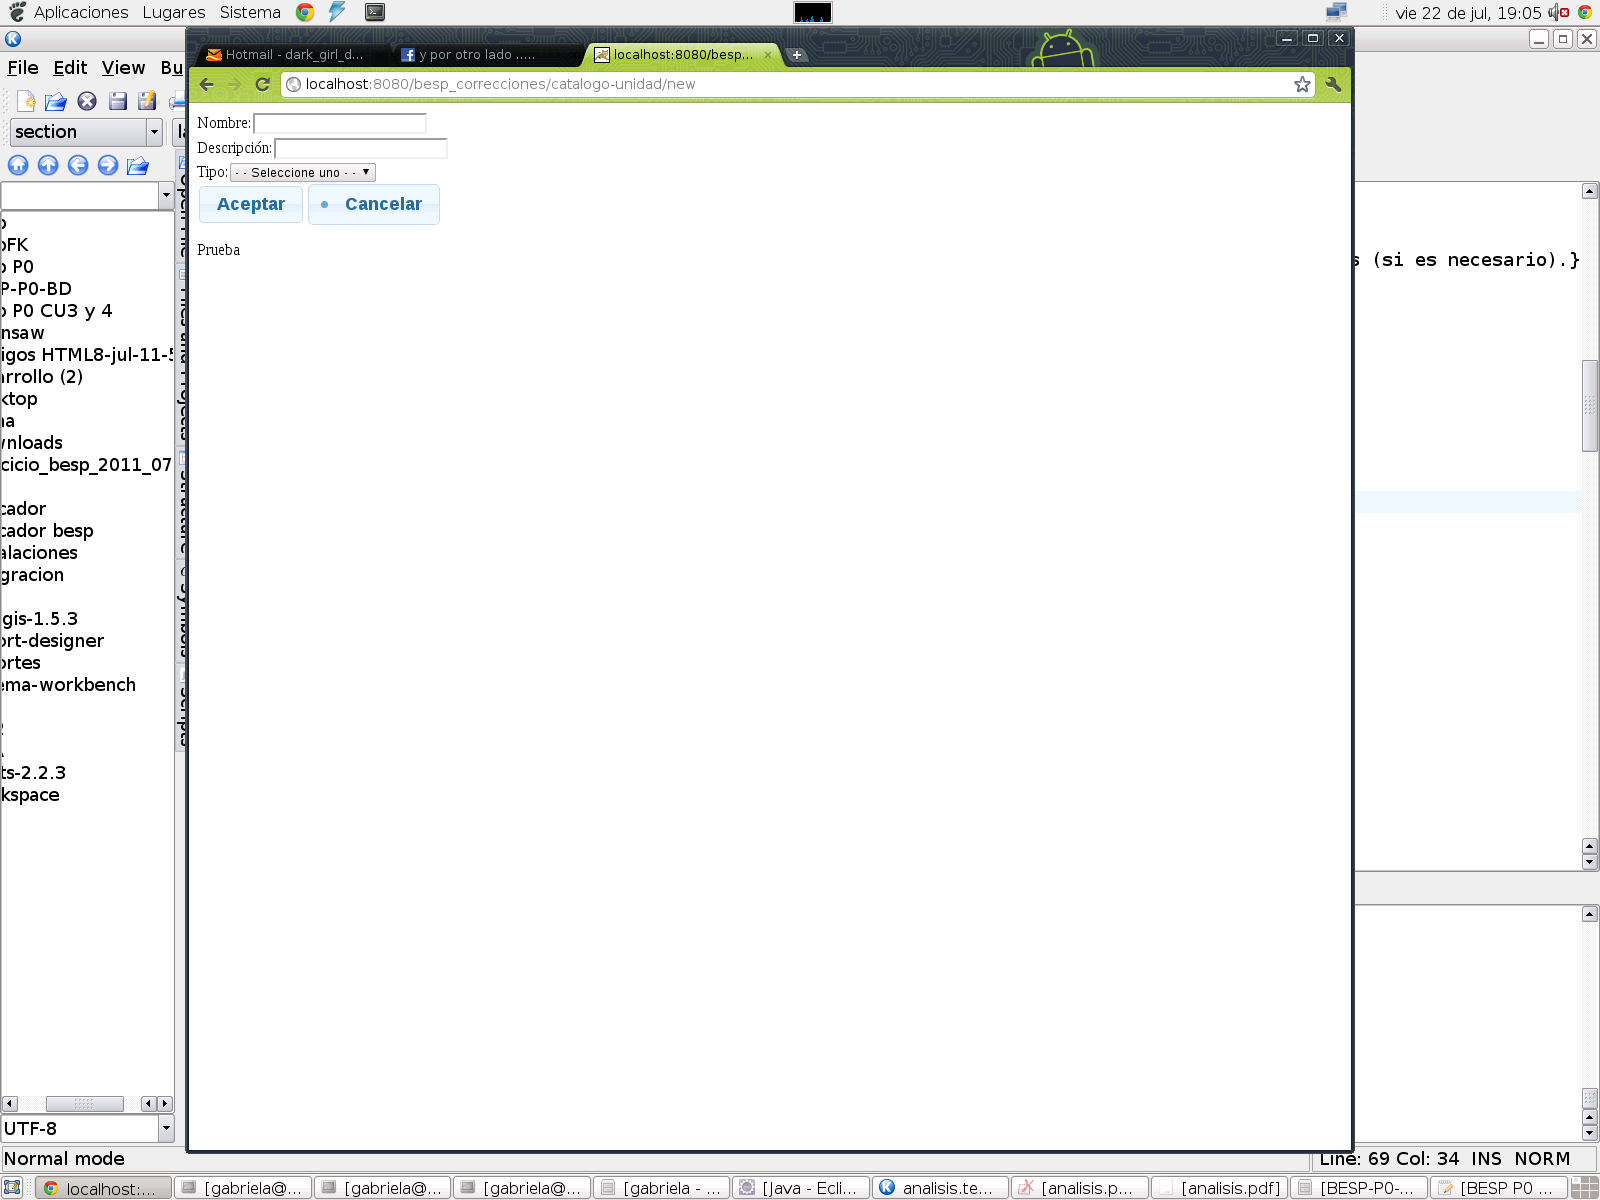 Aplicaciones Lugares Sistema
vie 22 de jul, 19:05
Hotmail - dark_girl_d...
y por otro lado ......
localhost:8080/besp...
File Edit View Bu
localhost:8080/besp_correcciones/catalogo-unidad/new
section
Nombre:
Descripción:
Tipo: - - Seleccione uno - -
Aceptar
Cancelar
Prueba
s (si es necesario).}
oFK
o P0
P-P0-BD
o P0 CU3 y 4
nsaw
igos HTML8-jul-11-5
arrollo (2)
ktop
na
wnloads
cicio_besp_2011_07
cador
cador besp
alaciones
gracion
gis-1.5.3
ort-designer
ortes
ema-workbench
ts-2.2.3
kspace
UTF-8
Normal mode
Line: 69 Col: 34 INS NORM
localhost:...
[gabriela@...
[gabriela@...
[gabriela@...
[gabriela - ...
[Java - Ecli...
analisis.te...
[analisis.p...
[analisis.pdf]
[BESP-P0-...
[BESP P0 ...